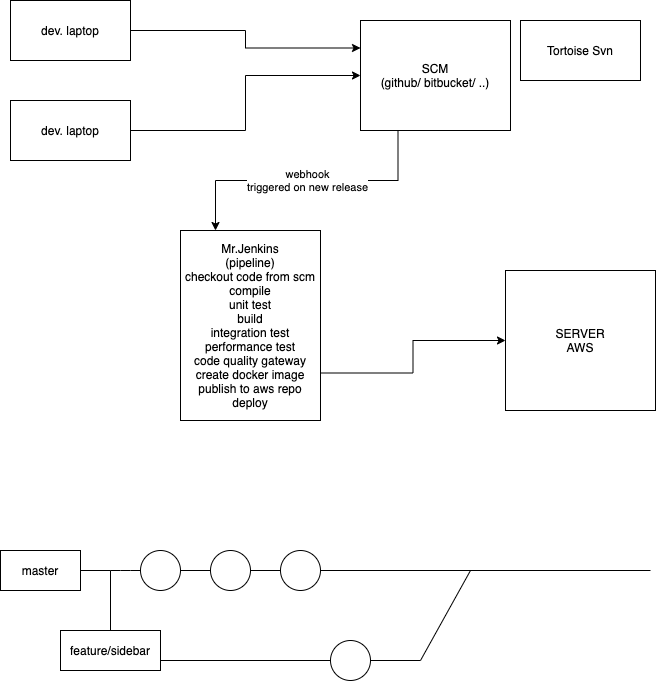 dev. laptop
SCM
(github/ bitbucket/ ..)
Tortoise Svn
dev. laptop
webhook
triggered on new release
Mr.Jenkins
(pipeline)
checkout code from scm
compile
unit test
build
integration test
performance test
code quality gateway
create docker image
publish to aws repo
deploy
SERVER
AWS
master
feature/sidebar